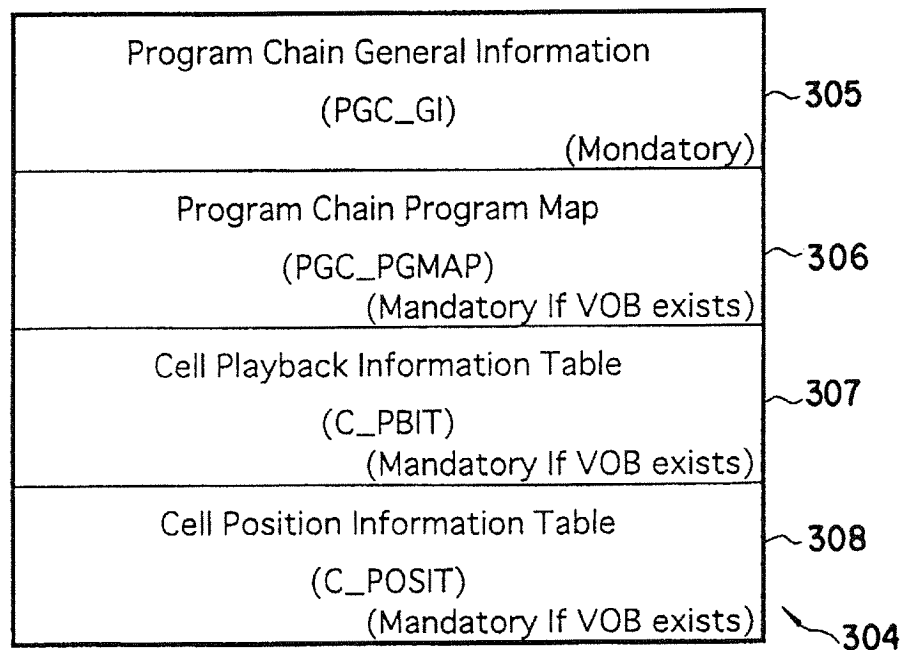 Program Chain General Information
(PGC_GI)
(Mondatory)
305
Program Chain Program Map
(PGC_PGMAP)
(Mandatory If VOB exists)
306
Cell Playback Information Table
(C_PBIT)
(Mandatory If VOB exists)
307
Cell Position Information Table
(C_POSIT)
(Mandatory If VOB exists)
308
304